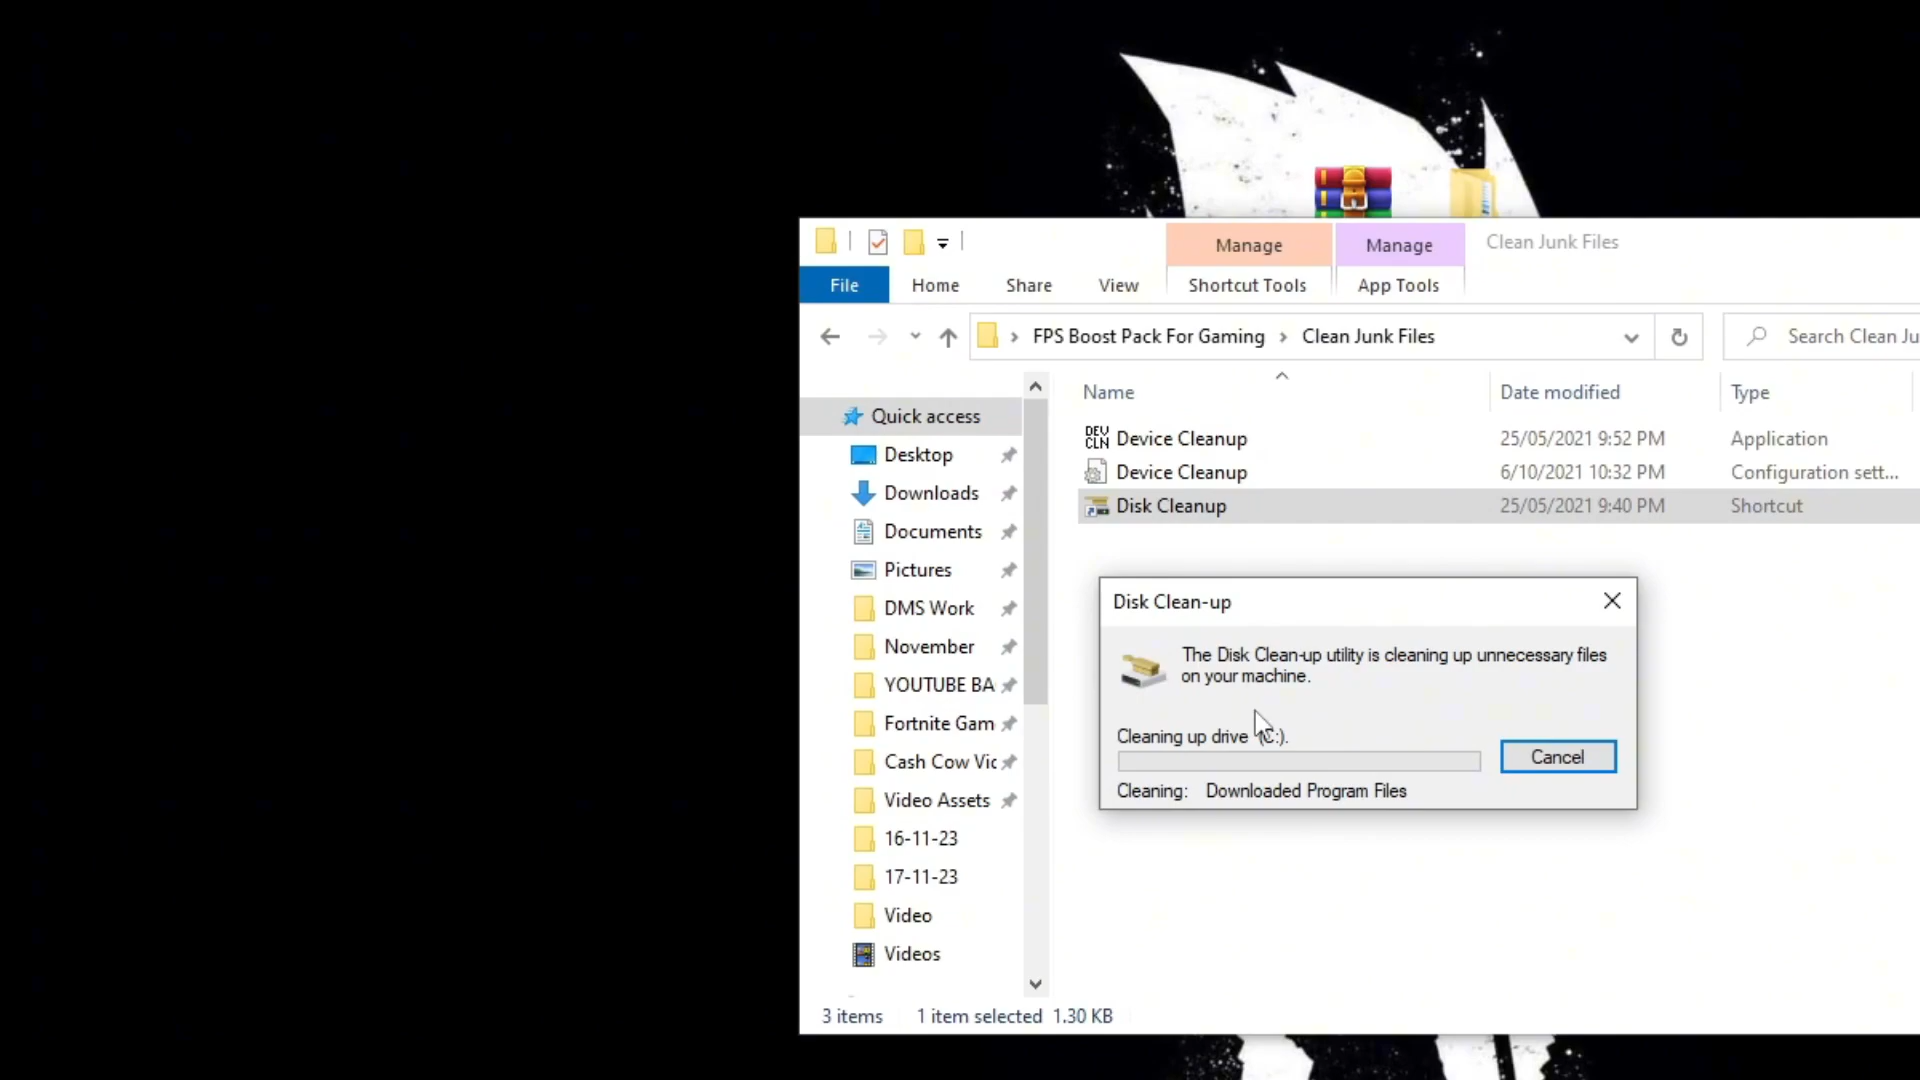 Manage
Manage
Clean Junk Files
File
Home
Share
View
Shortcut Tools
App Tools
FPS Boost Pack For Gaming
Clean Junk Files
Search Clean Ju
Name
Date modified
Type
Quick access
Desktop
Downloads
Documents
Pictures
DMS Work
November
YOUTUBE BA
Fortnite Gam
Cash Cow Vic
Video Assets
16-11-23
17-11-23
Video
Videos
DEV CLN Device Cleanup 25/05/2021 9:52 PM Application
Device Cleanup 6/10/2021 10:32 PM Configuration sett...
Disk Cleanup 25/05/2021 9:40 PM Shortcut
Disk Clean-up
The Disk Clean-up utility is cleaning up unnecessary files
on your machine.
Cleaning up drive (C:).
Cancel
Cleaning: Downloaded Program Files
3 items 1 item selected 1.30 KB